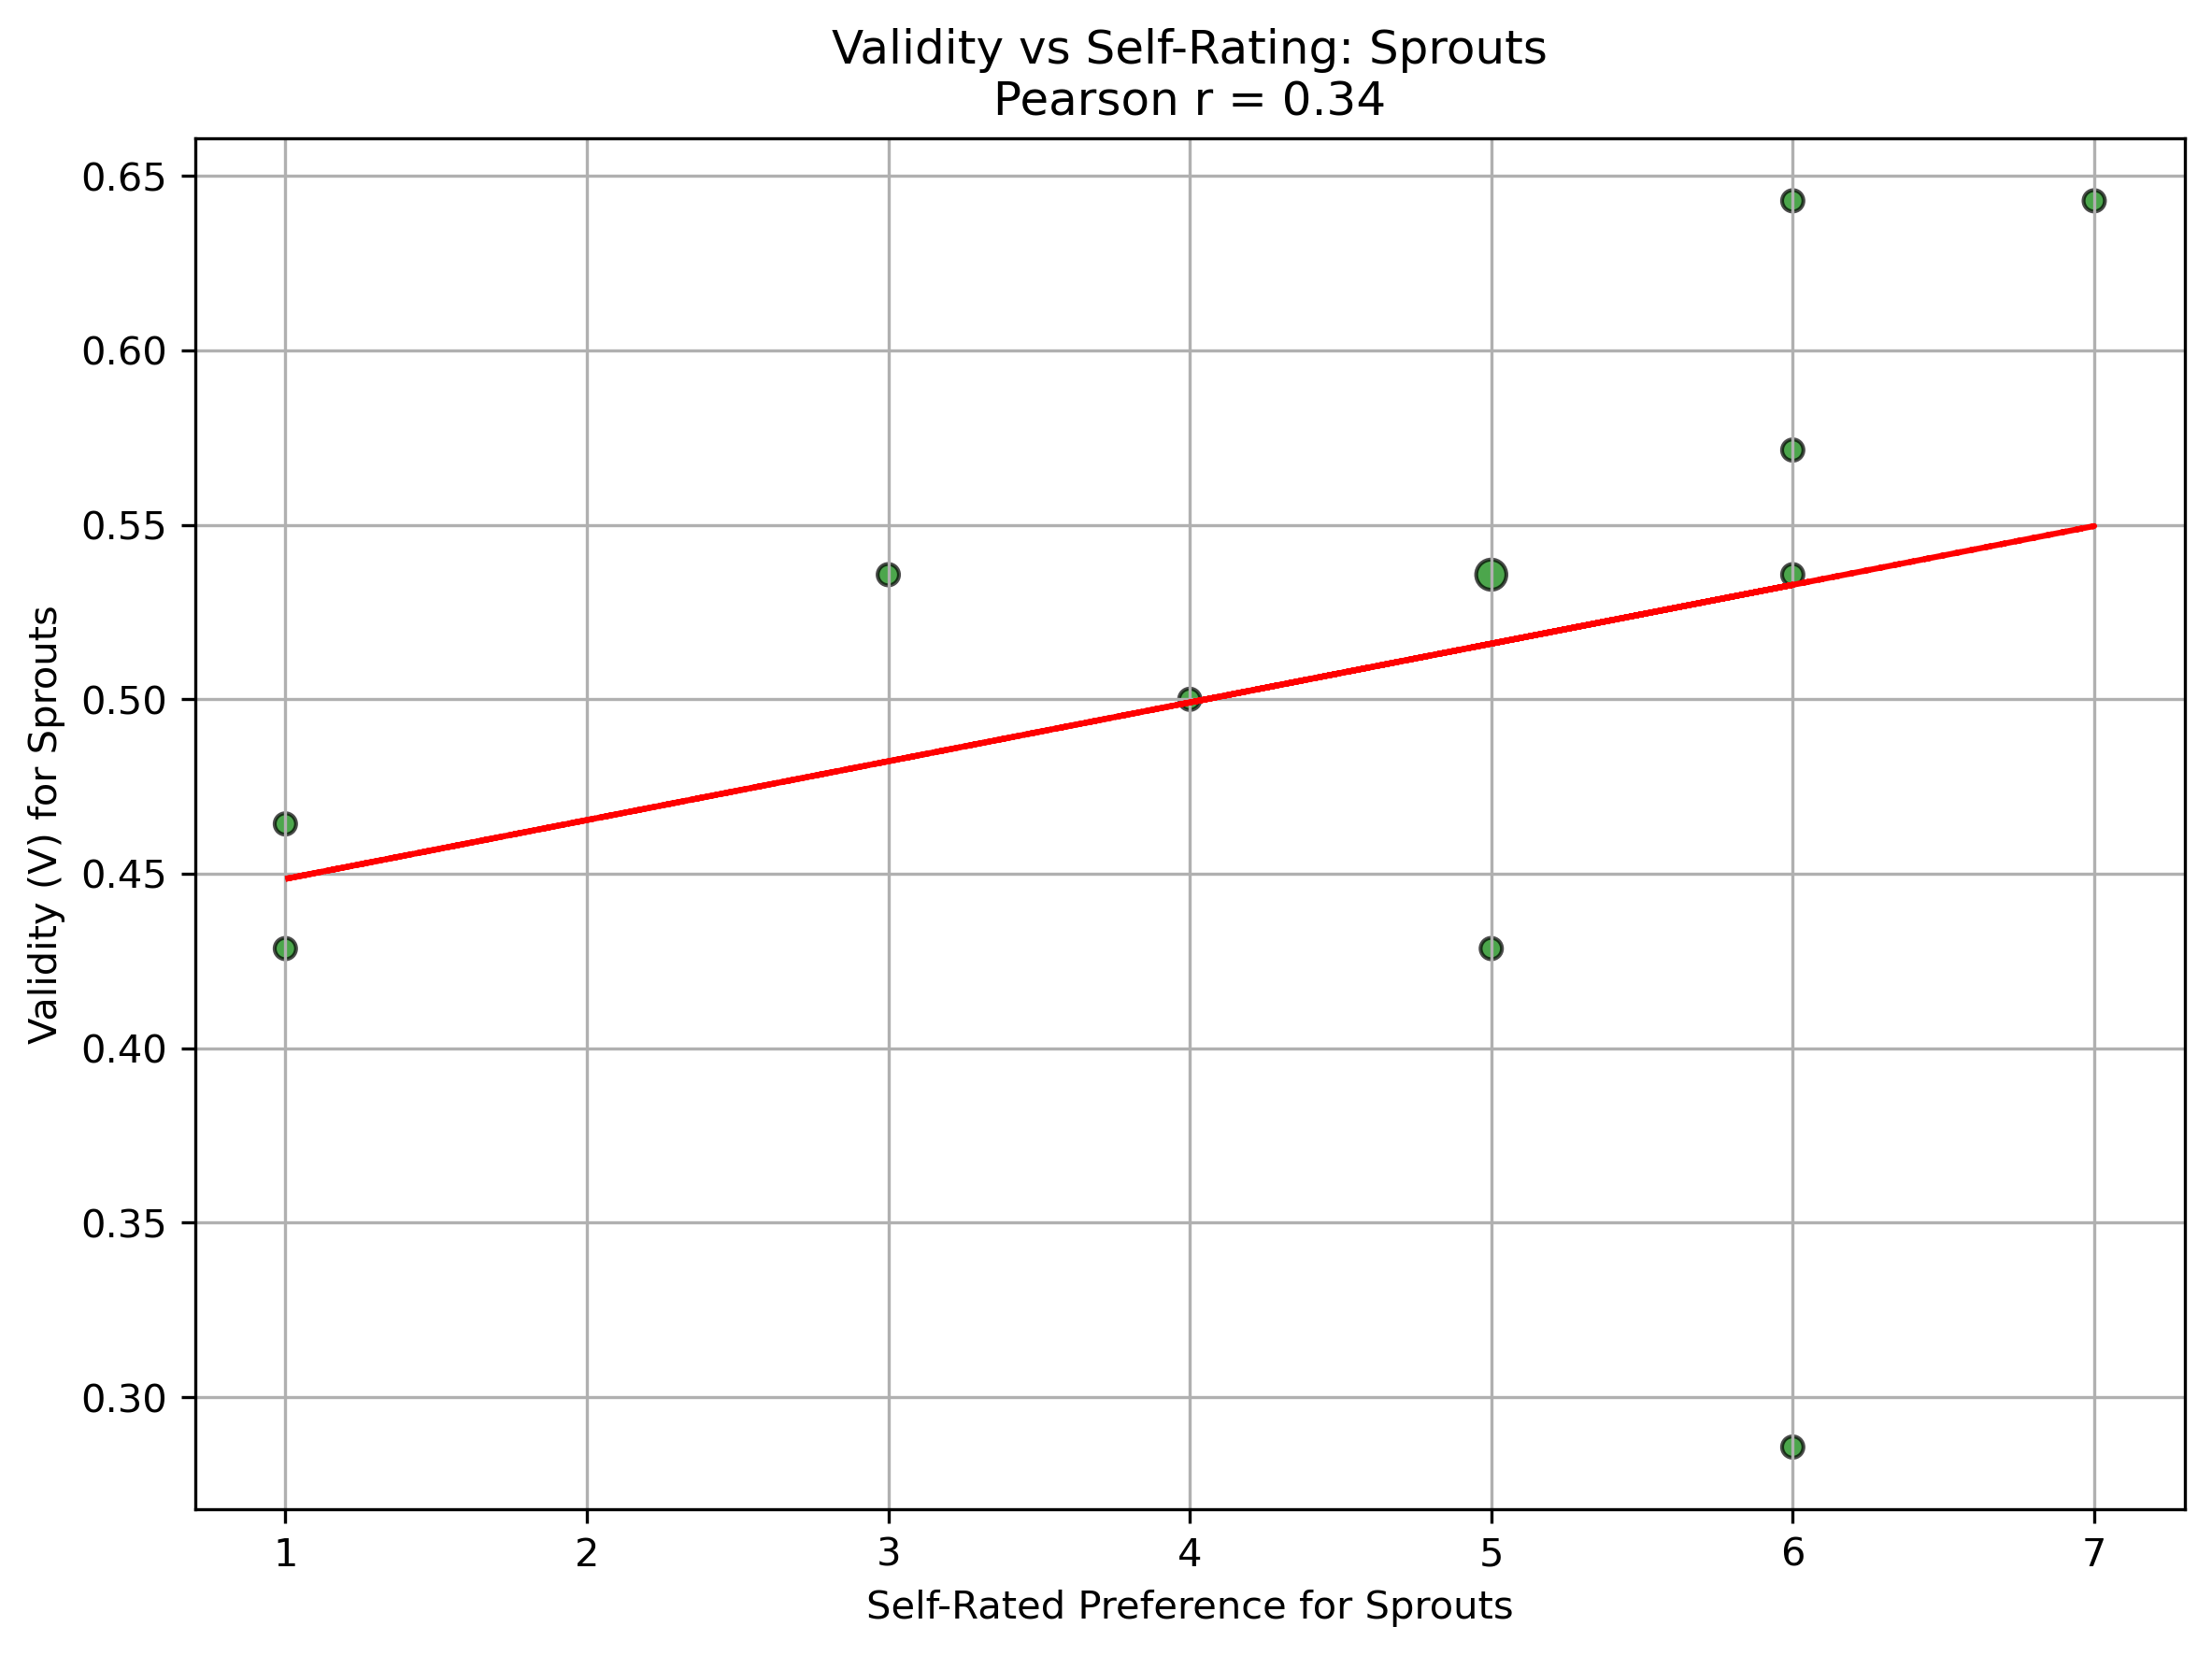 Validity vs Self-Rating: Sprouts
Pearson r = 0.34
Validity (V) for Sprouts
0.65
0.60
0.55
0.50
0.45
0.40
0.35
0.30
1 2 3 4 5 6 7
Self-Rated Preference for Sprouts